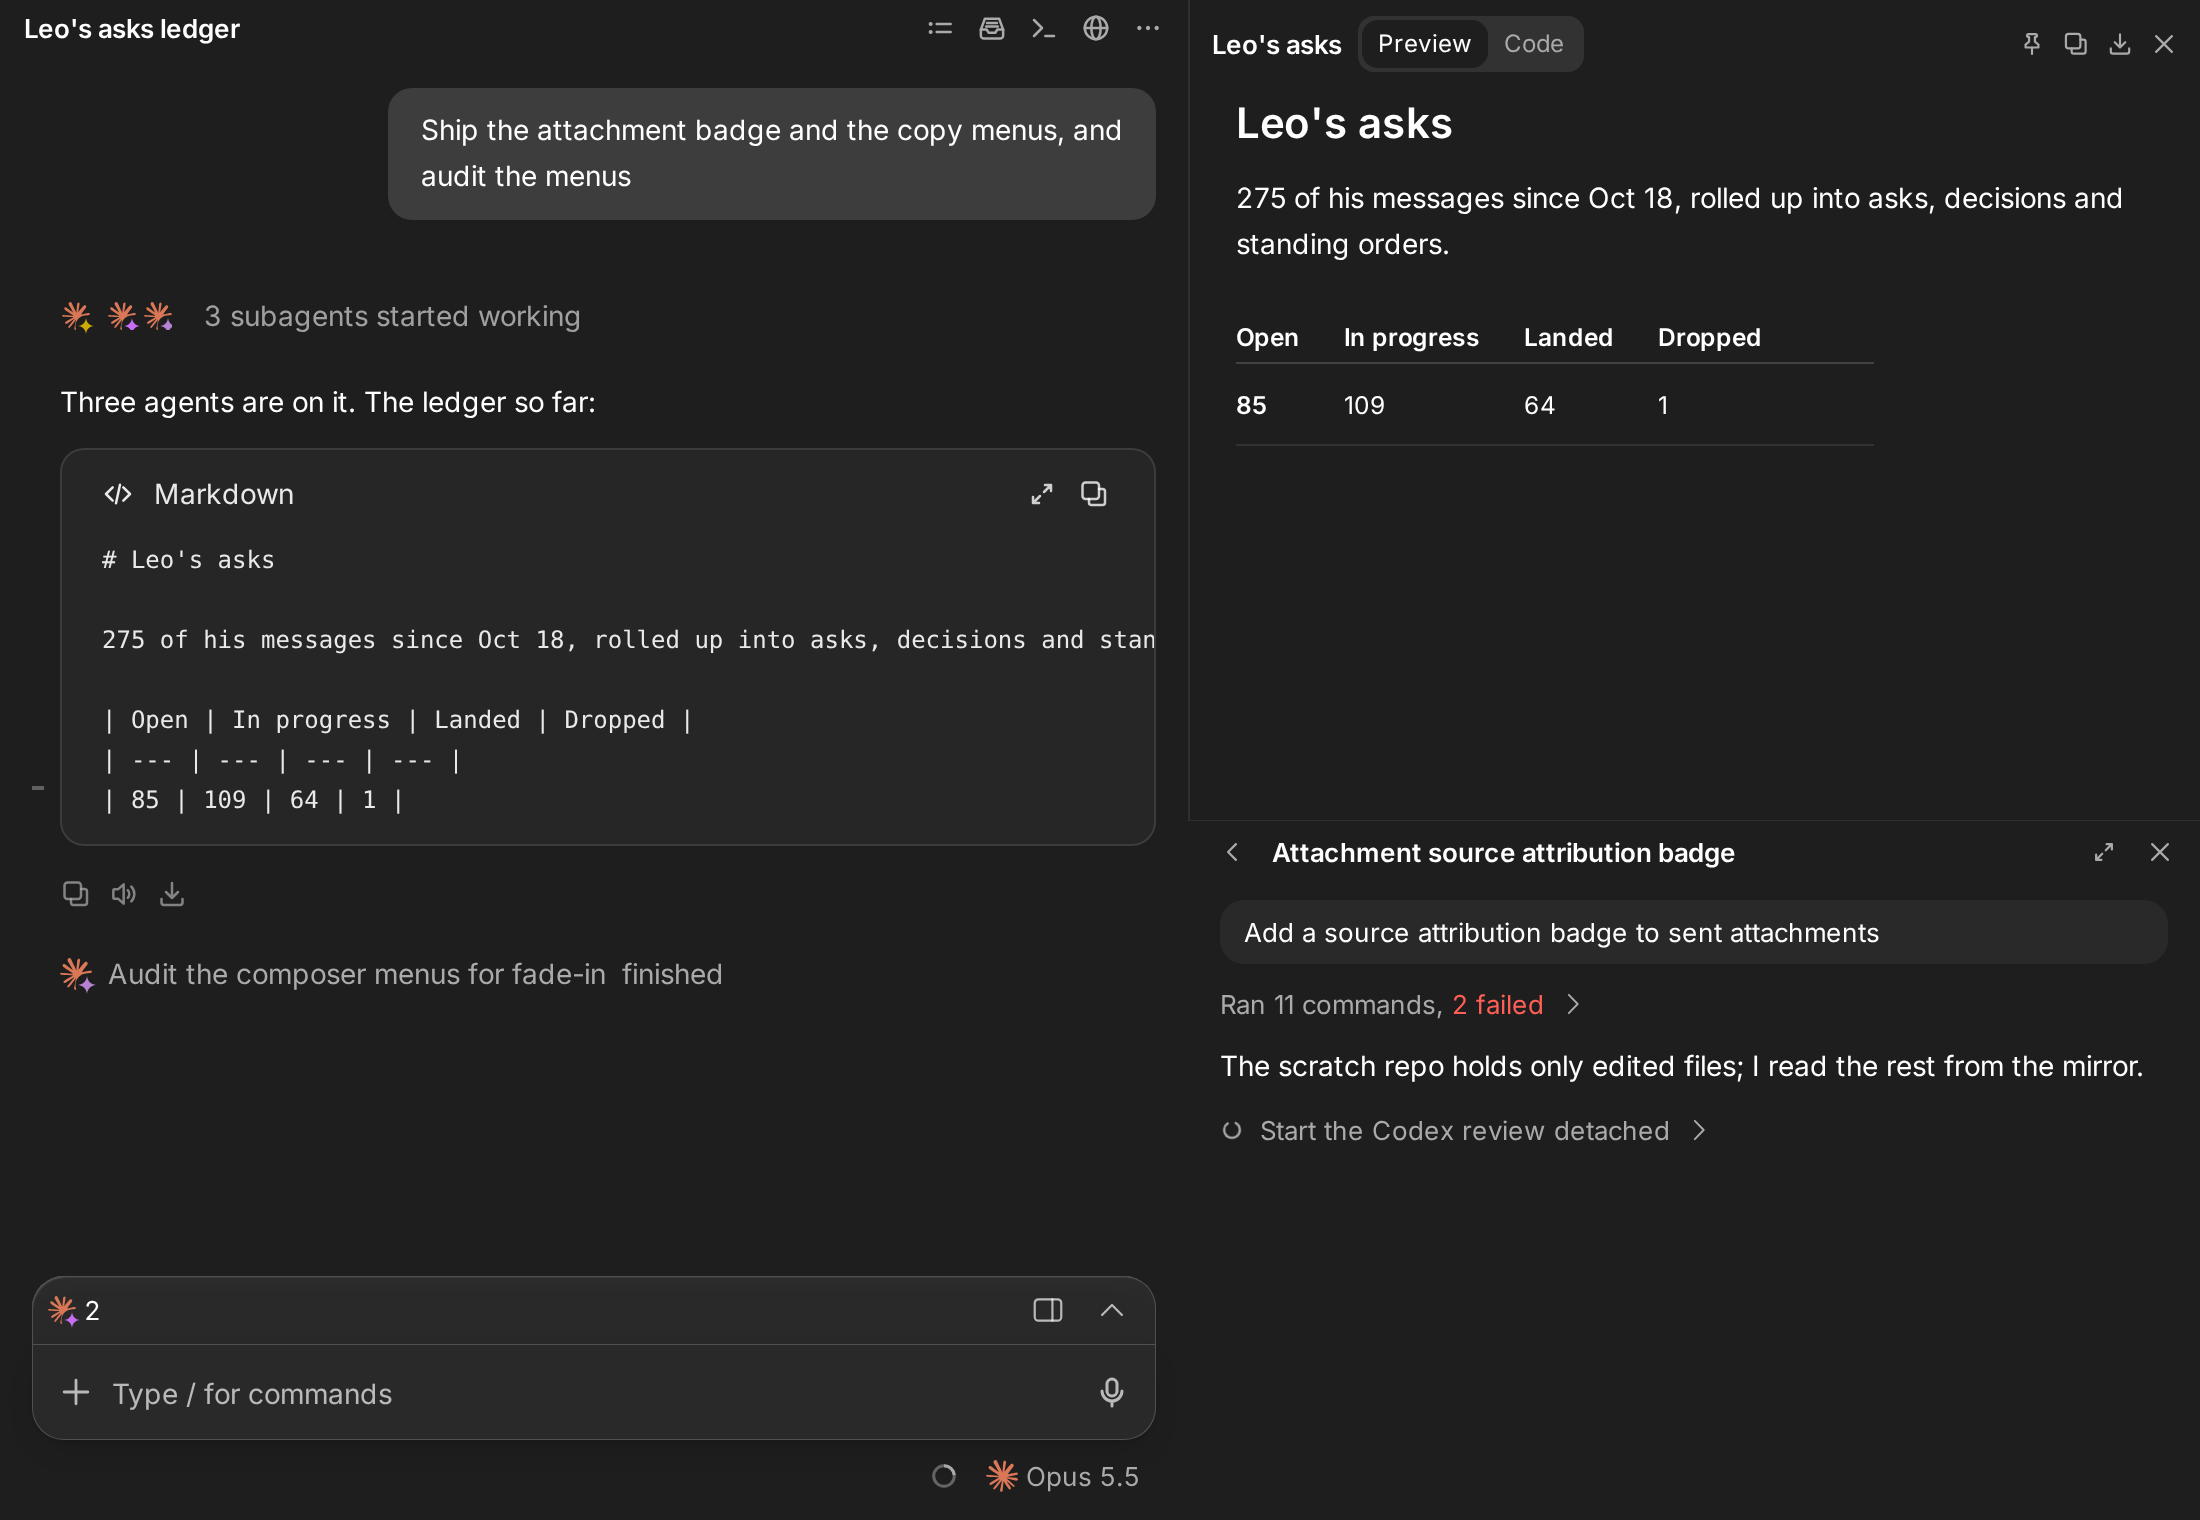 Leo's asks ledger
Ship the attachment badge and the copy menus, and
audit the menus
3 subagents started working
Three agents are on it. The ledger so far:
Markdown
# Leo's asks
275 of his messages since Oct 18, rolled up into asks, decisions and stan
| Open | In progress | Landed | Dropped |
| --- | --- | --- | --- |
| 85 | 109 | 64 | 1 |
Audit the composer menus for fade-in finished
2
Type / for commands
Opus 5.5
Leo's asks
Preview
Code
Leo's asks
275 of his messages since Oct 18, rolled up into asks, decisions and
standing orders.
Open In progress Landed Dropped
85 109 64 1
Attachment source attribution badge
Add a source attribution badge to sent attachments
Ran 11 commands, 2 failed
The scratch repo holds only edited files; I read the rest from the mirror.
Start the Codex review detached